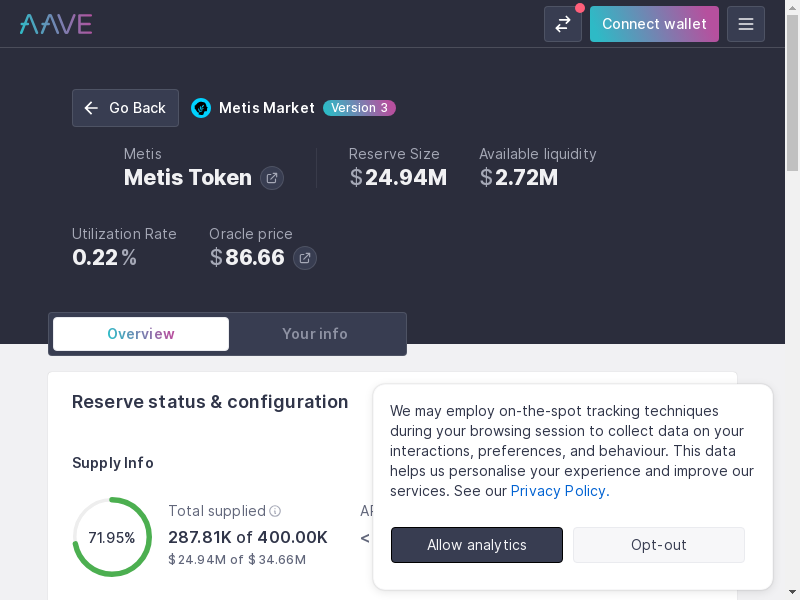 AAVE
Connect wallet
Go Back
Metis Market
Version 3
Metis
Metis Token
Reserve Size
$24.94M
Available liquidity
$2.72M
Utilization Rate
0.22%
Oracle price
$86.66
Overview
Your info
Reserve status & configuration
Supply Info
71.95%
Total supplied
287.81K of 400.00K
$24.94M of $34.66M
<
We may employ on-the-spot tracking techniques
during your browsing session to collect data on your
interactions, preferences, and behaviour. This data
helps us personalise your experience and improve our
services. See our Privacy Policy.
Allow analytics
Opt-out